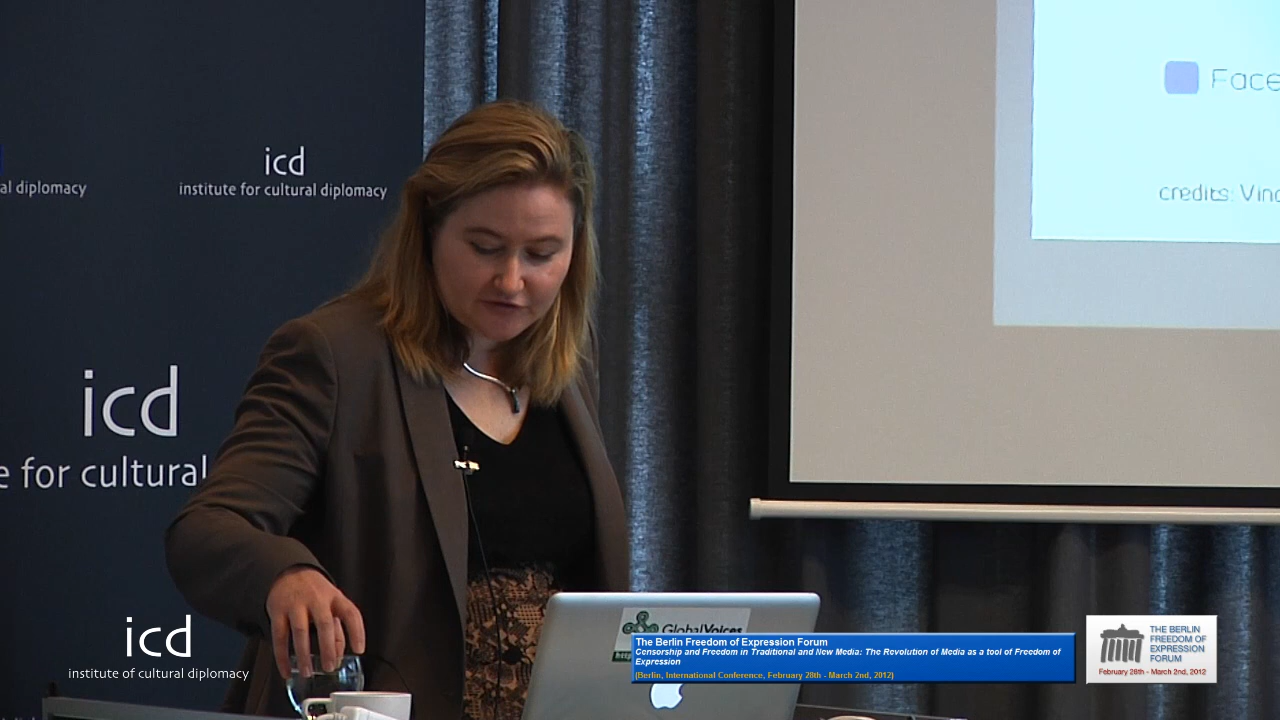 al diplomacy
icd
institute for cultural diplomacy
Face
credits: Vinc
icd
e for cultural
icd
institute of cultural diplomacy
GlobalVoices
The Berlin Freedom of Expression Forum
Censorship and Freedom in Traditional and New Media: The Revolution of Media as a tool of Freedom of
Expression
(Berlin, International Conference, February 28th - March 2nd, 2012)
THE BERLIN
FREEDOM OF
EXPRESSION
FORUM
February 28th - March 2nd, 2012